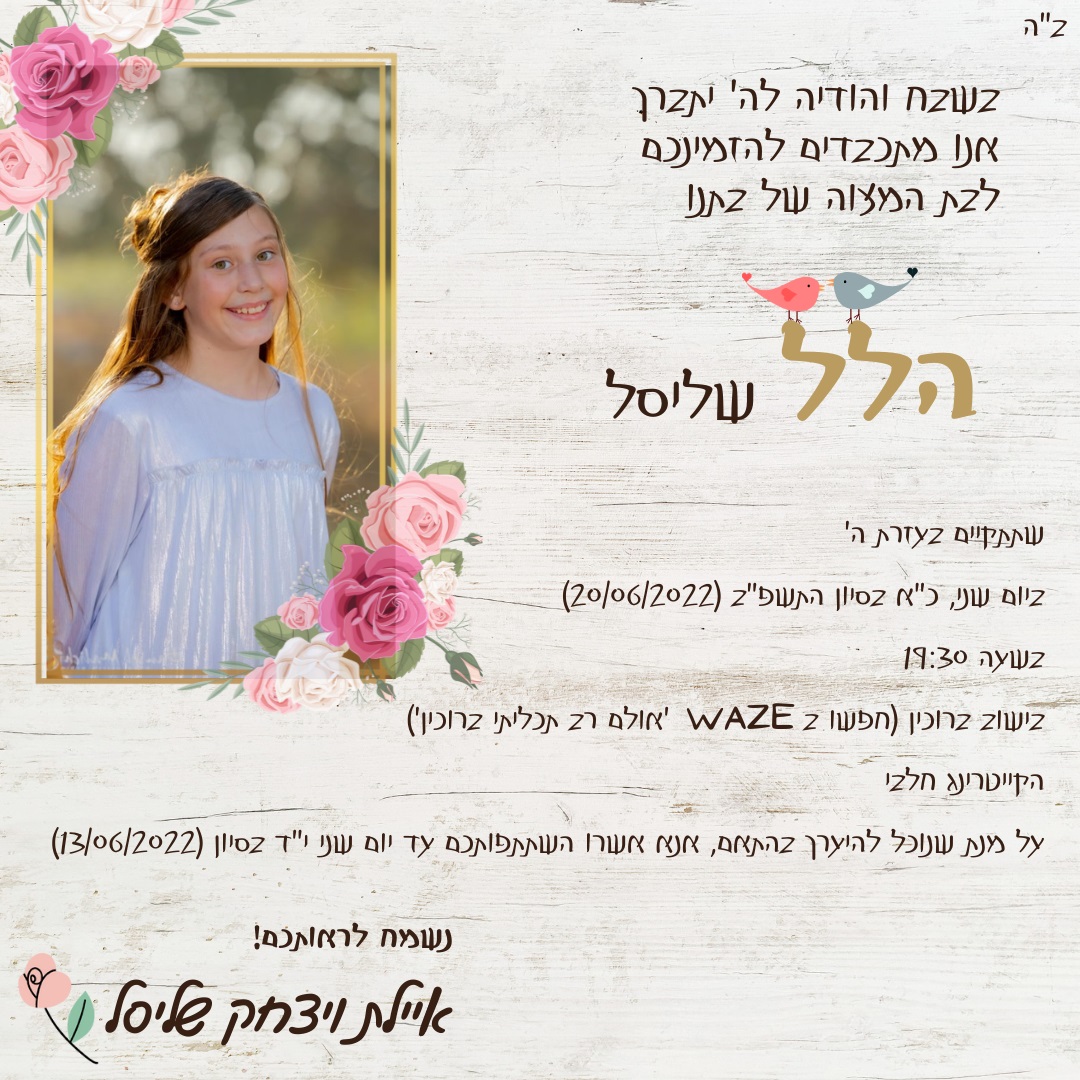 ב"ה
בשבח והודיה לה' יתברך
אנו מתכבדים להזמינכם
לבת המצוה של בתנו
הלל שליסל
שתתקיים בעזרת ה'
ביום שני, כ"א בסיון התשפ"ב (20/06/2022)
בשעה 19:30
בישוב ברוכין (חפשו ב WAZE 'אולם רב תכליתי ברוכין')
הקייטרינג חלבי
על מנת שנוכל להיערך בהתאם, אנא אשרו השתתפותכם עד יום שני י"ד בסיון (13/06/2022)
נשמח לראותכם!
איילת ויצחק שליסל